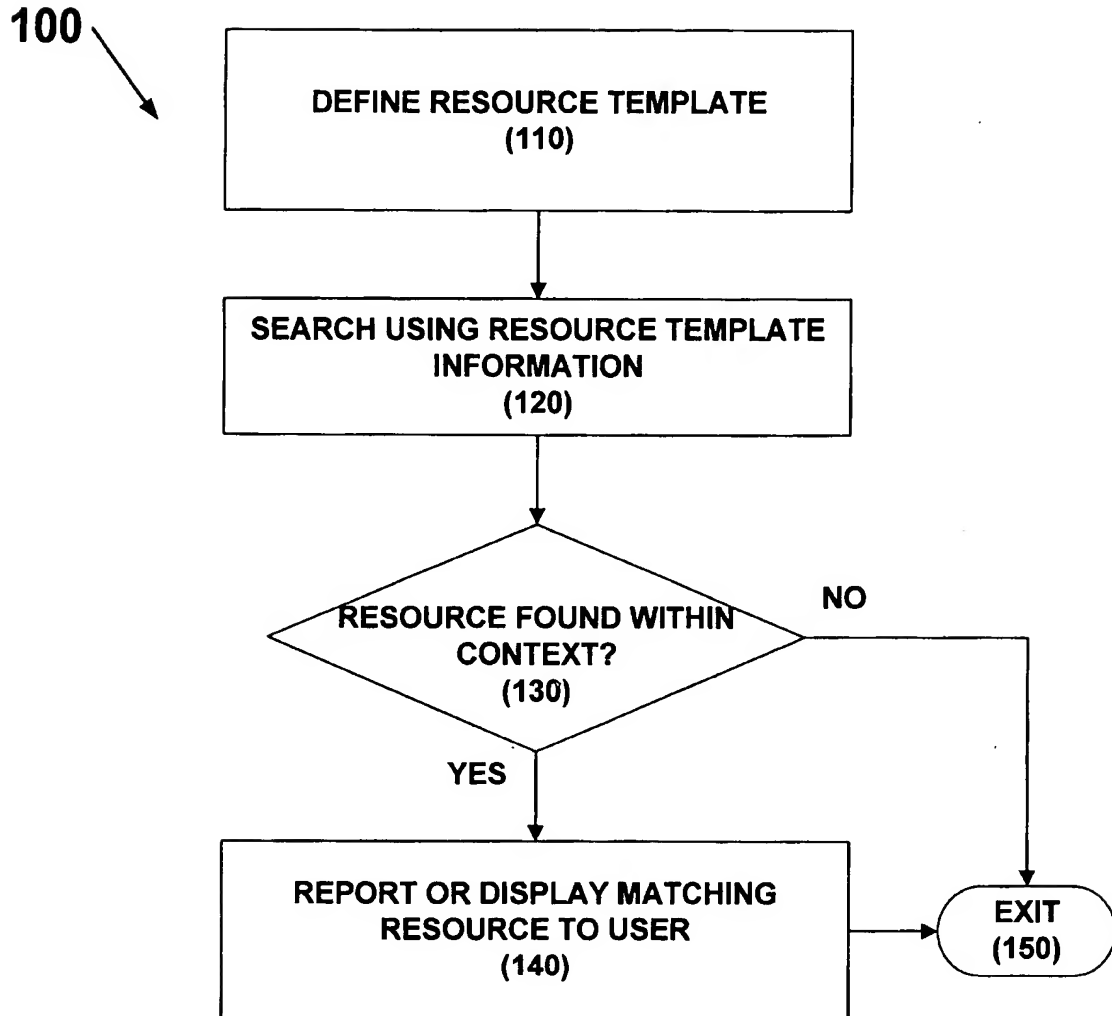 100
DEFINE RESOURCE TEMPLATE
(110)
SEARCH USING RESOURCE TEMPLATE
INFORMATION
(120)
RESOURCE FOUND WITHIN
CONTEXT?
(130)
NO
YES
REPORT OR DISPLAY MATCHING
RESOURCE TO USER
(140)
EXIT
(150)